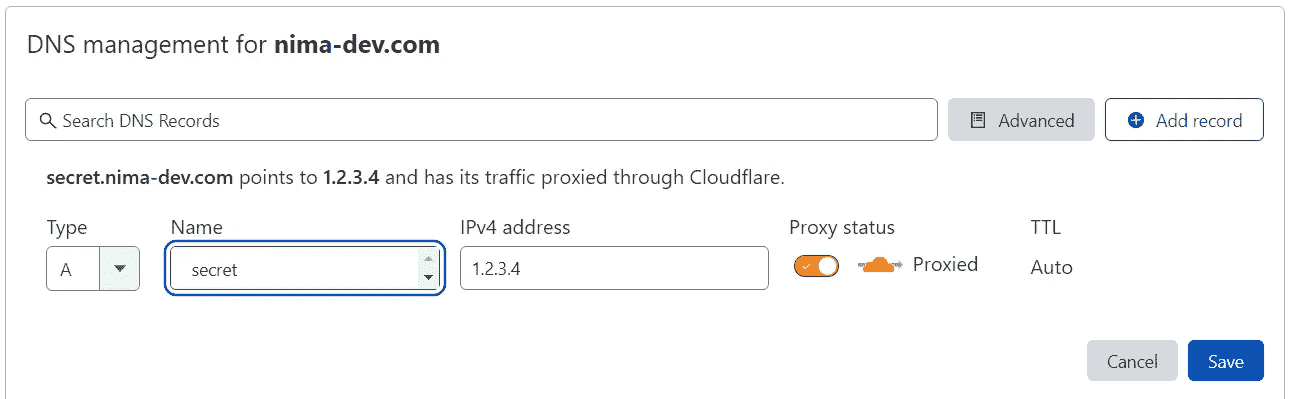 DNS management for nima-dev.com
Search DNS Records
Advanced
Add record
secret.nima-dev.com points to 1.2.3.4 and has its traffic proxied through Cloudflare.
Type Name IPv4 address Proxy status TTL
A secret 1.2.3.4 Proxied Auto
Cancel Save